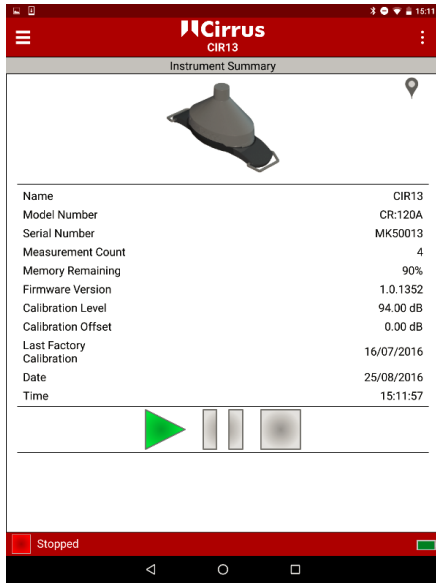 15:11
Cirrus
CIR13
Instrument Summary
Name CIR13
Model Number CR:120A
Serial Number MK50013
Measurement Count 4
Memory Remaining 90%
Firmware Version 1.0.1352
Calibration Level 94.00 dB
Calibration Offset 0.00 dB
Last Factory
Calibration 16/07/2016
Date 25/08/2016
Time 15:11:57
Stopped